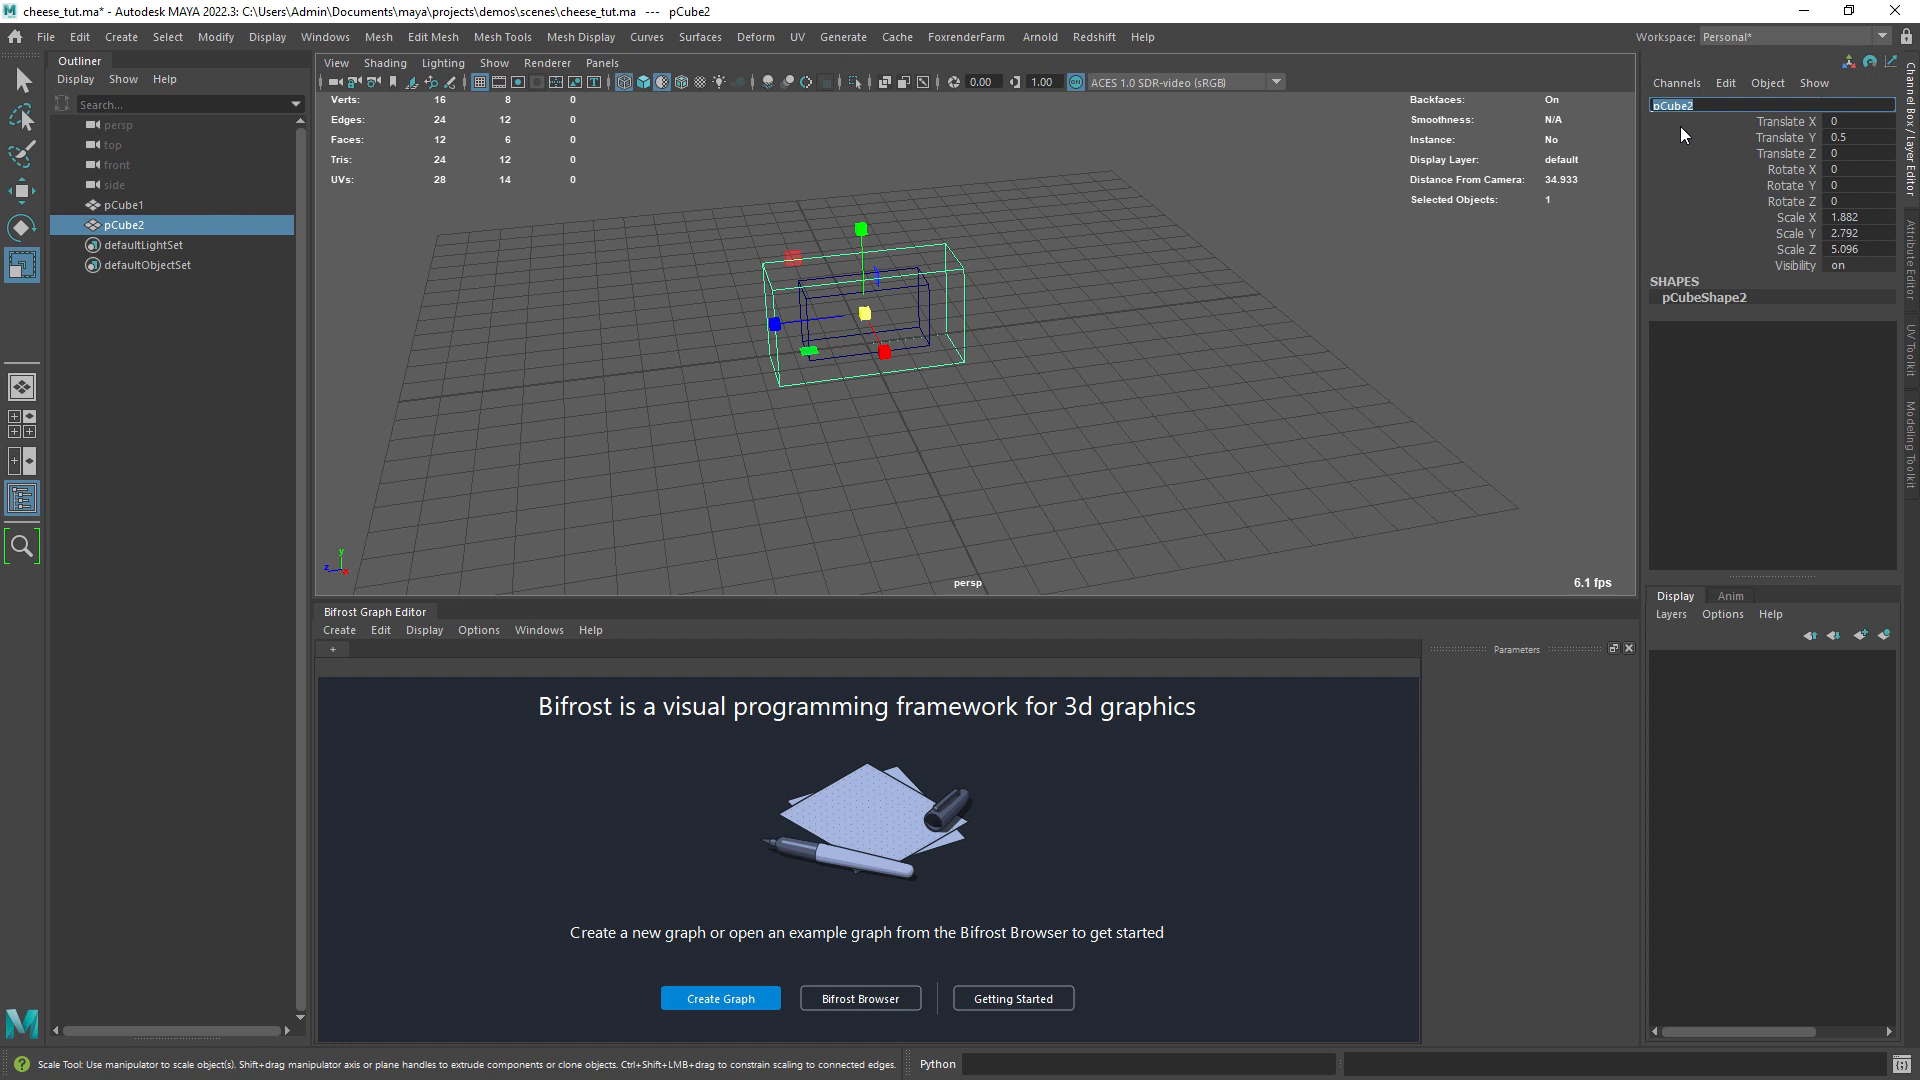 cheese_tut.ma* - Autodesk MAYA 2022.3: C:\Users\Admin\Documents\maya\projects\demos\scenes\cheese_tut.ma --- pCube2
File Edit Create Select Modify Display Windows Mesh Edit Mesh Mesh Tools Mesh Display Curves Surfaces Deform UV Generate Cache FoxrenderFarm Arnold Redshift Help
Workspace: Personal*
Outliner
Display Show Help
Search...
persp
top
front
side
pCube1
pCube2
defaultLightSet
defaultObjectSet
View Shading Lighting Show Renderer Panels
0.00 1.00 ON ACES 1.0 SDR-video (sRGB)
Verts: 16 8 0
Edges: 24 12 0
Faces: 12 6 0
Tris: 24 12 0
UVs: 28 14 0
Backfaces: On
Smoothness: N/A
Instance: No
Display Layer: default
Distance From Camera: 34.933
Selected Objects: 1
y
z
x
persp
6.1 fps
Channels Edit Object Show
pCube2
Translate X 0
Translate Y 0.5
Translate Z 0
Rotate X 0
Rotate Y 0
Rotate Z 0
Scale X 1.882
Scale Y 2.792
Scale Z 5.096
Visibility on
SHAPES
pCubeShape2
Channel Box / Layer Editor
Attribute Editor
UV Toolkit
Modeling Toolkit
Display Anim
Layers Options Help
Bifrost Graph Editor
Create Edit Display Options Windows Help
+
Parameters
Bifrost is a visual programming framework for 3d graphics
Create a new graph or open an example graph from the Bifrost Browser to get started
Create Graph Bifrost Browser Getting Started
Scale Tool: Use manipulator to scale object(s). Shift+drag manipulator axis or plane handles to extrude components or clone objects. Ctrl+Shift+LMB+drag to constrain scaling to connected edges.
Python